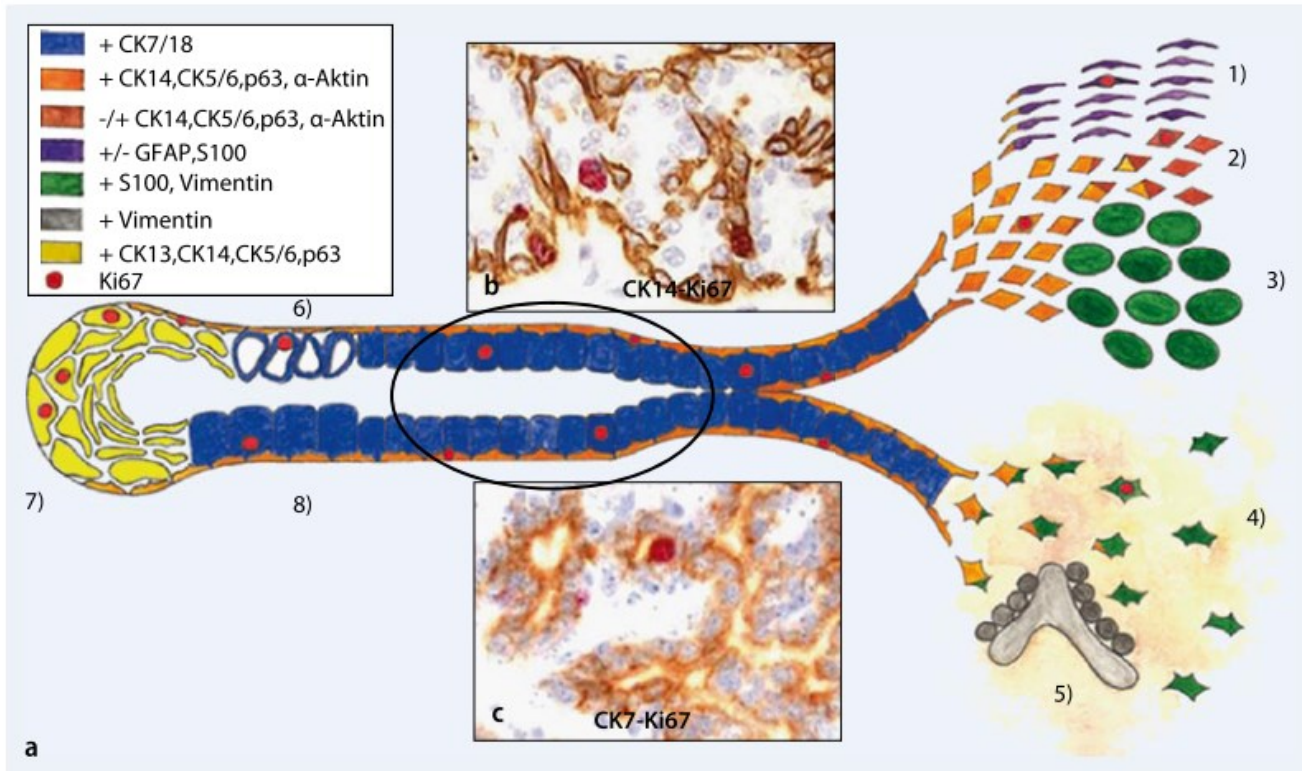 + CK7/18
+ CK14,CK5/6,p63, α-Aktin
-/+ CK14,CK5/6,p63, α-Aktin
+/- GFAP,S100
+ S100, Vimentin
+ Vimentin
+ CK13,CK14,CK5/6,p63
Ki67
b
CK14-Ki67
1)
2)
3)
6)
7)
8)
4)
5)
c
CK7-Ki67
a